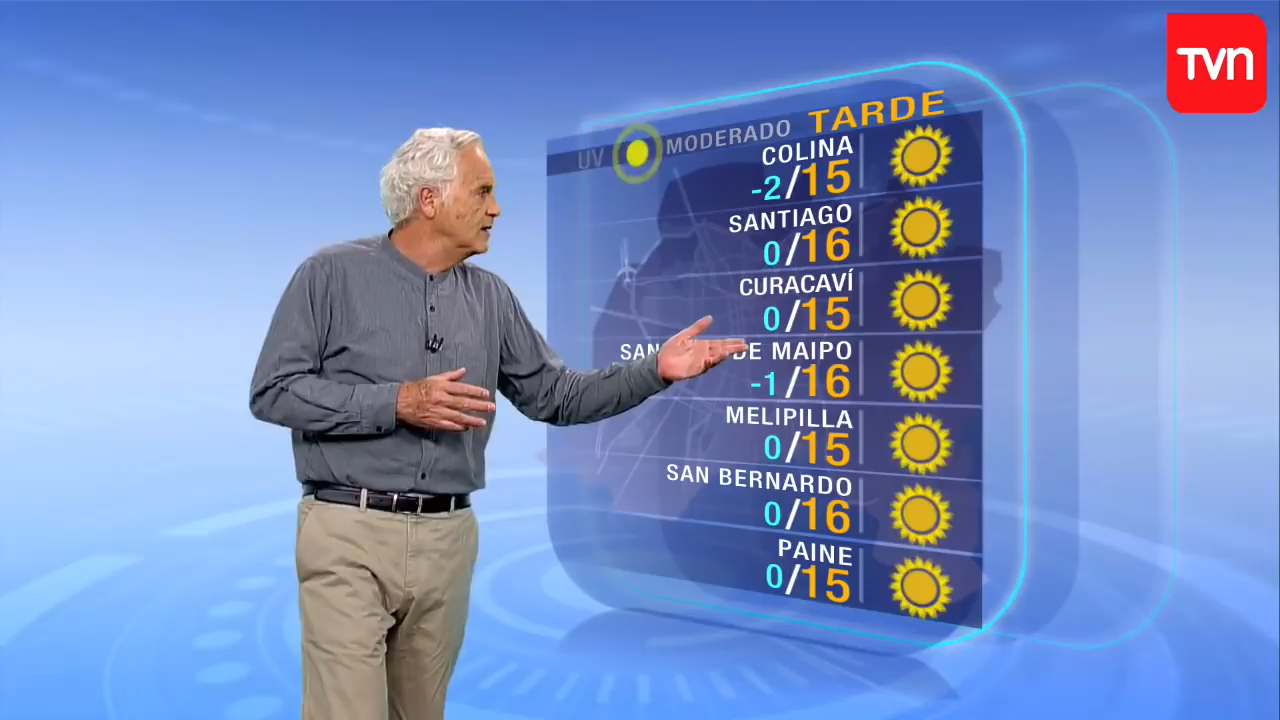 TVN
TARDE
UV MODERADO
COLINA
-2/15
SANTIAGO
0/16
CURACAVÍ
0/15
SAN DE MAIPO
-1/16
MELIPILLA
0/15
SAN BERNARDO
0/16
PAINE
0/15